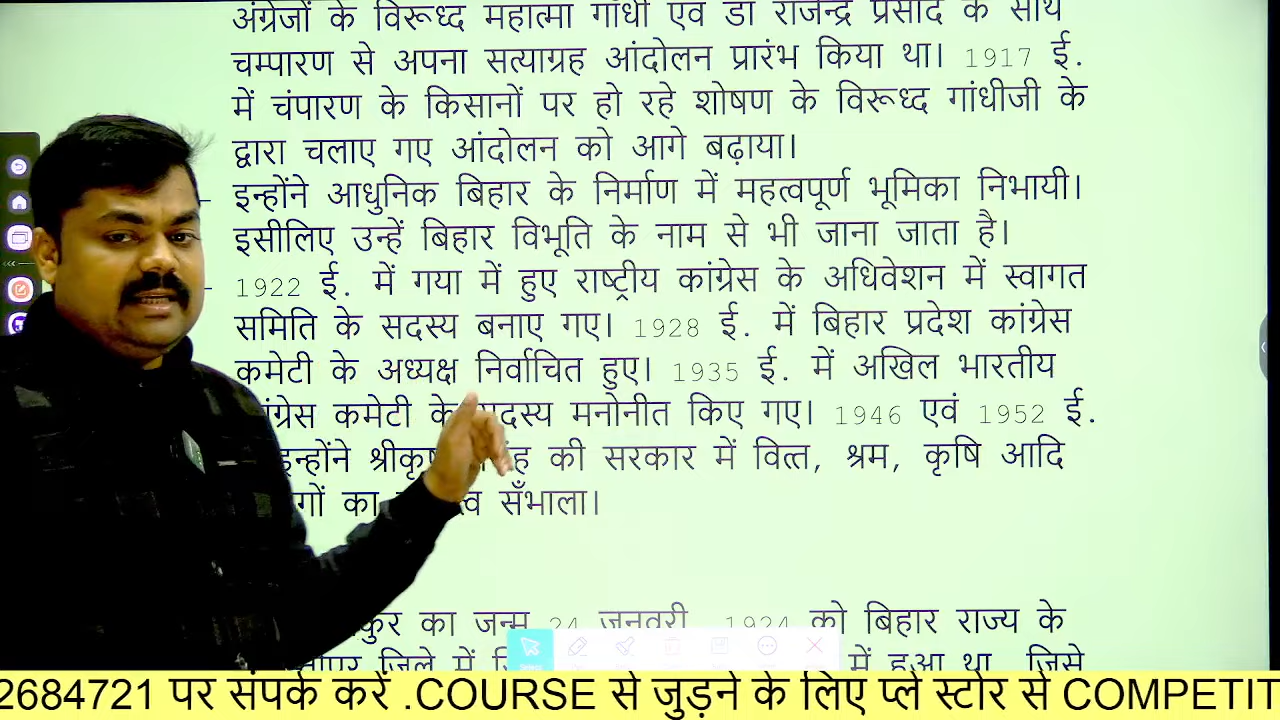 अंग्रेजों के विरूध्द महात्मा गांधी एवं डा राजेन्द्र प्रसाद के साथ
चम्पारण से अपना सत्याग्रह आंदोलन प्रारंभ किया था। 1917 ई.
में चंपारण के किसानों पर हो रहे शोषण के विरूध्द गांधीजी के
द्वारा चलाए गए आंदोलन को आगे बढ़ाया।
इन्होंने आधुनिक बिहार के निर्माण में महत्वपूर्ण भूमिका निभायी।
इसीलिए उन्हें बिहार विभूति के नाम से भी जाना जाता है।
1922 ई. में गया में हुए राष्ट्रीय कांग्रेस के अधिवेशन में स्वागत
समिति के सदस्य बनाए गए। 1928 ई. में बिहार प्रदेश कांग्रेस
कमेटी के अध्यक्ष निर्वाचित हुए। 1935 ई. में अखिल भारतीय
कमेटी के मनोनीत किए गए। 1946 एवं 1952 ई.
इन्होंने की सरकार में वित्त, श्रम, कृषि आदि
का सँभाला।
का जन्म 24 जनवरी, 1924 को बिहार राज्य के
जिले में में हुआ था, जिसे
2684721 पर संपर्क करें .COURSE से जुड़ने के लिए प्ले स्टोर से COMPETIT